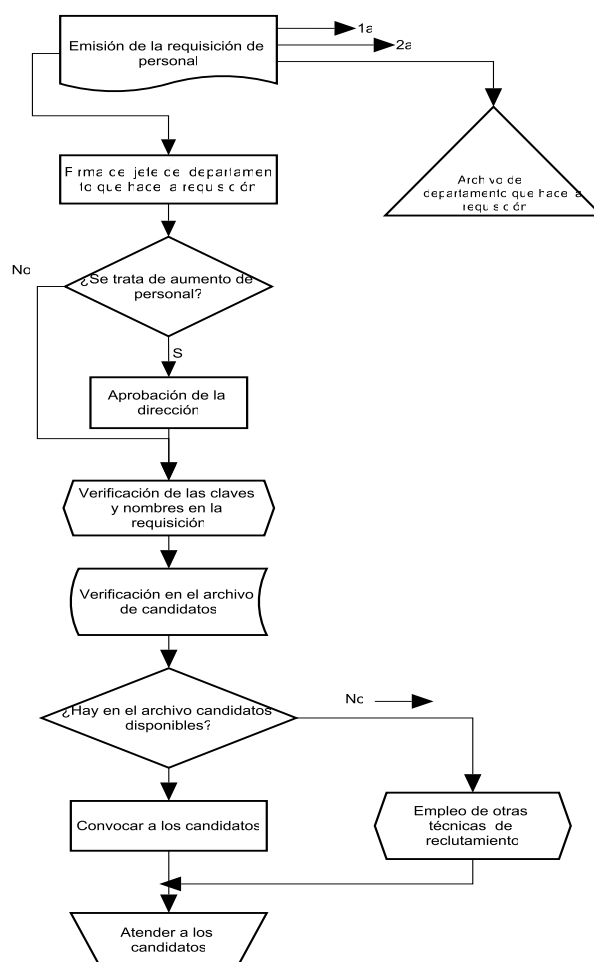 Emisión de la requisición de
personal
1a
2a
Firma del jefe del departamen
to que hace la requisición
Archivo de
departamento que hace la
requisición
No
¿Se trata de aumento de
personal?
S
Aprobación de la
dirección
Verificación de las claves
y nombres en la
requisición
Verificación en el archivo
de candidatos
¿Hay en el archivo candidatos
disponibles?
No
Convocar a los candidatos
Empleo de otras
técnicas de
reclutamiento
Atender a los
candidatos